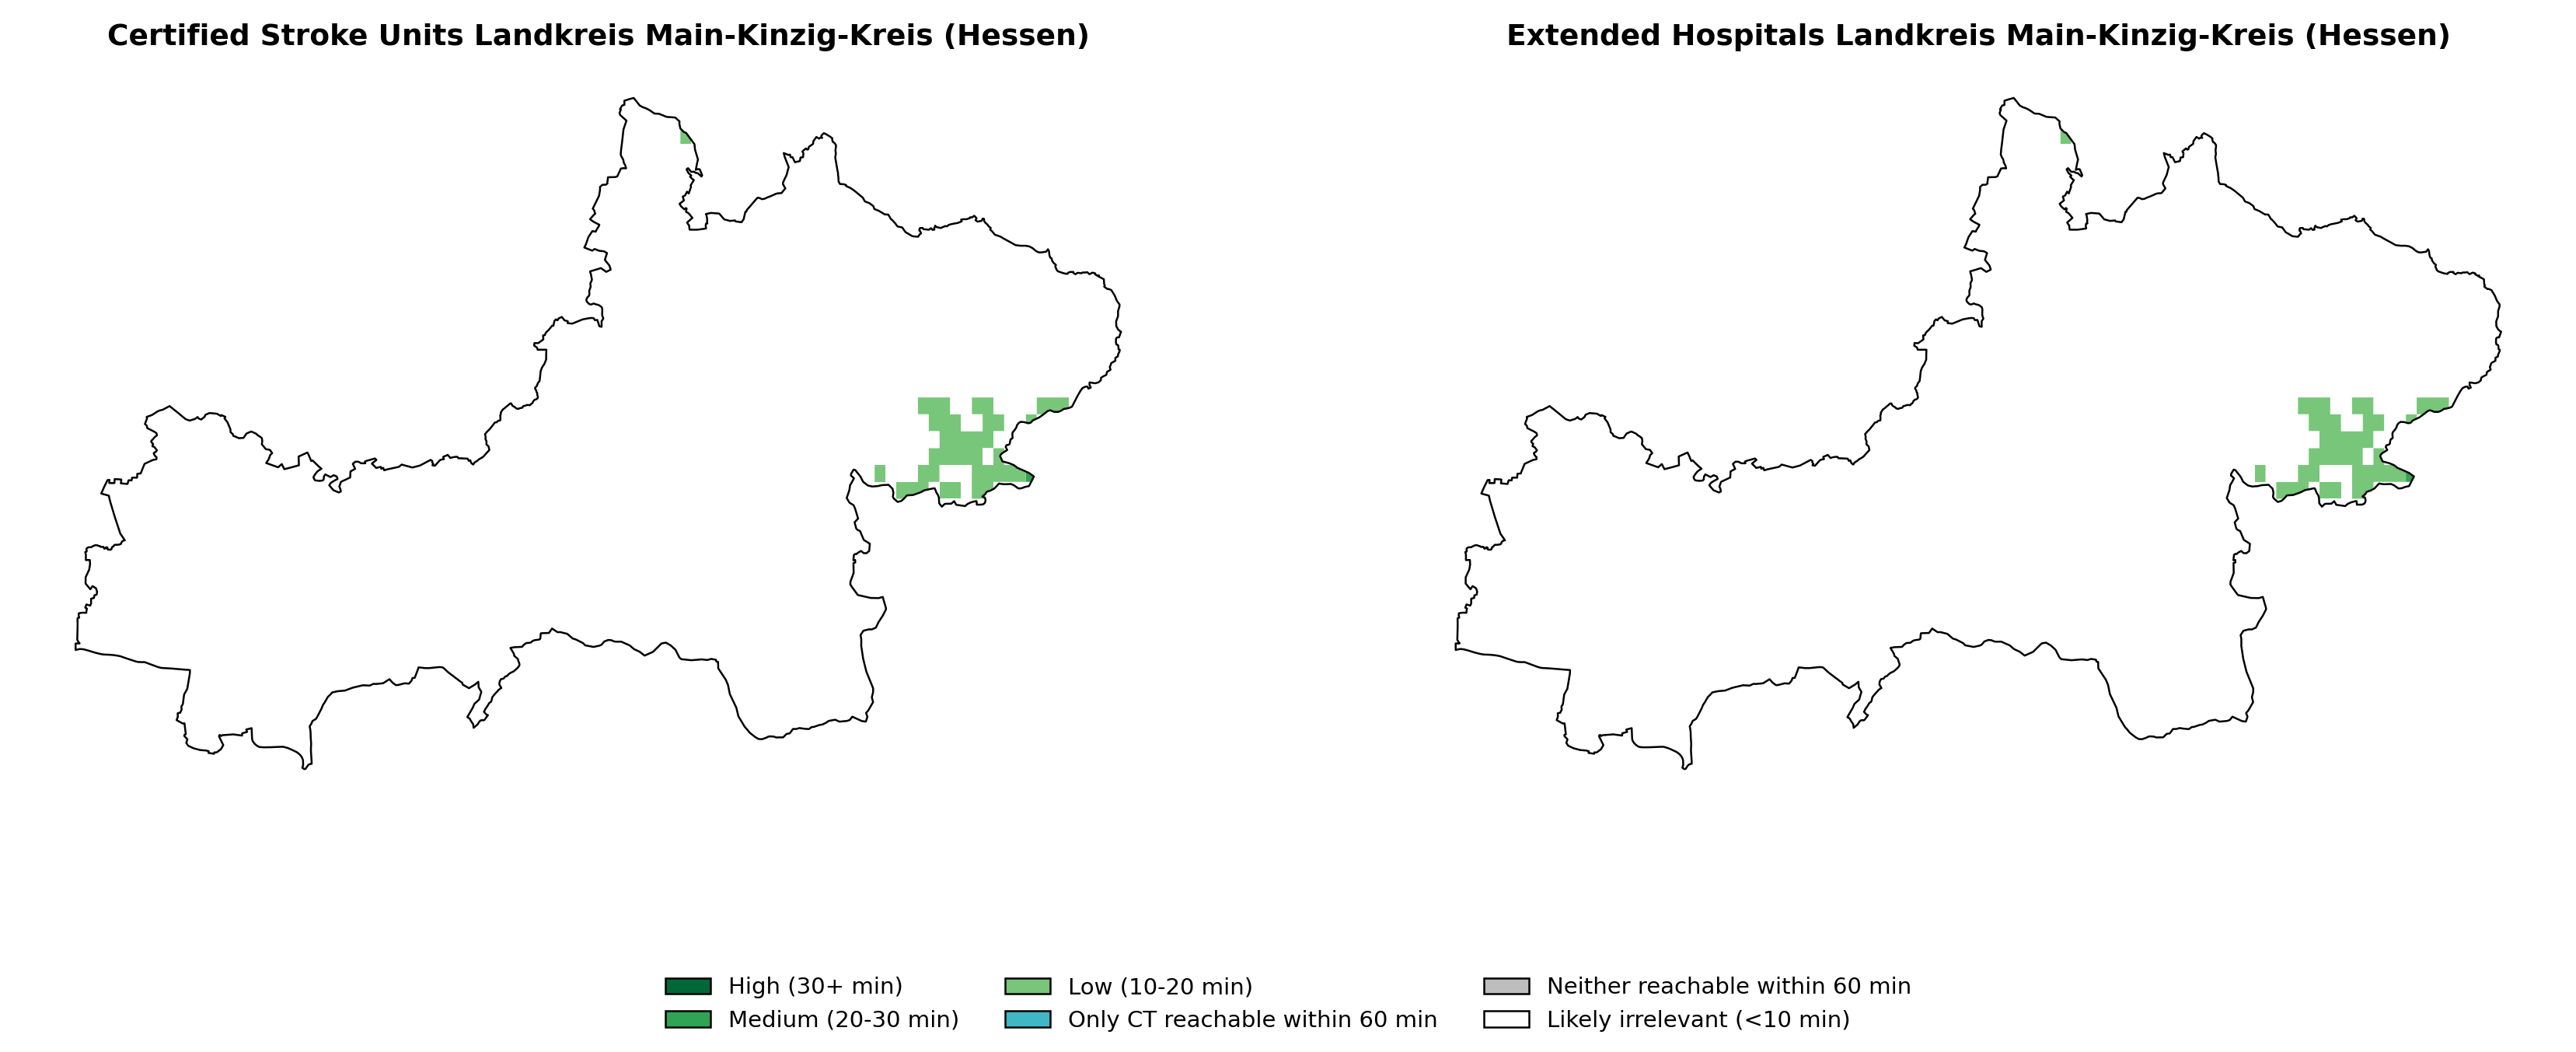 Certified Stroke Units Landkreis Main-Kinzig-Kreis (Hessen)
Extended Hospitals Landkreis Main-Kinzig-Kreis (Hessen)
High (30+ min)
Medium (20-30 min)
Low (10-20 min)
Only CT reachable within 60 min
Neither reachable within 60 min
Likely irrelevant (<10 min)